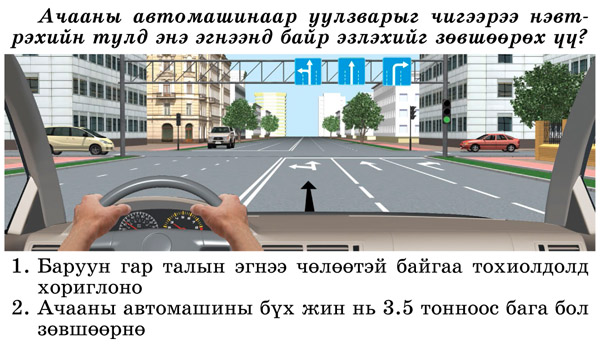 Ачааны автомашинаар уулзварыг чигээрээ нэвт-
рэхийн тулд энэ эгнээнд байр эзлэхийг зөвшөөрөх үү?
1. Баруун гар талын эгнээ чөлөөтэй байгаа тохиолдолд
хориглоно
2. Ачааны автомашины бүх жин нь 3.5 тонноос бага бол
зөвшөөрнө